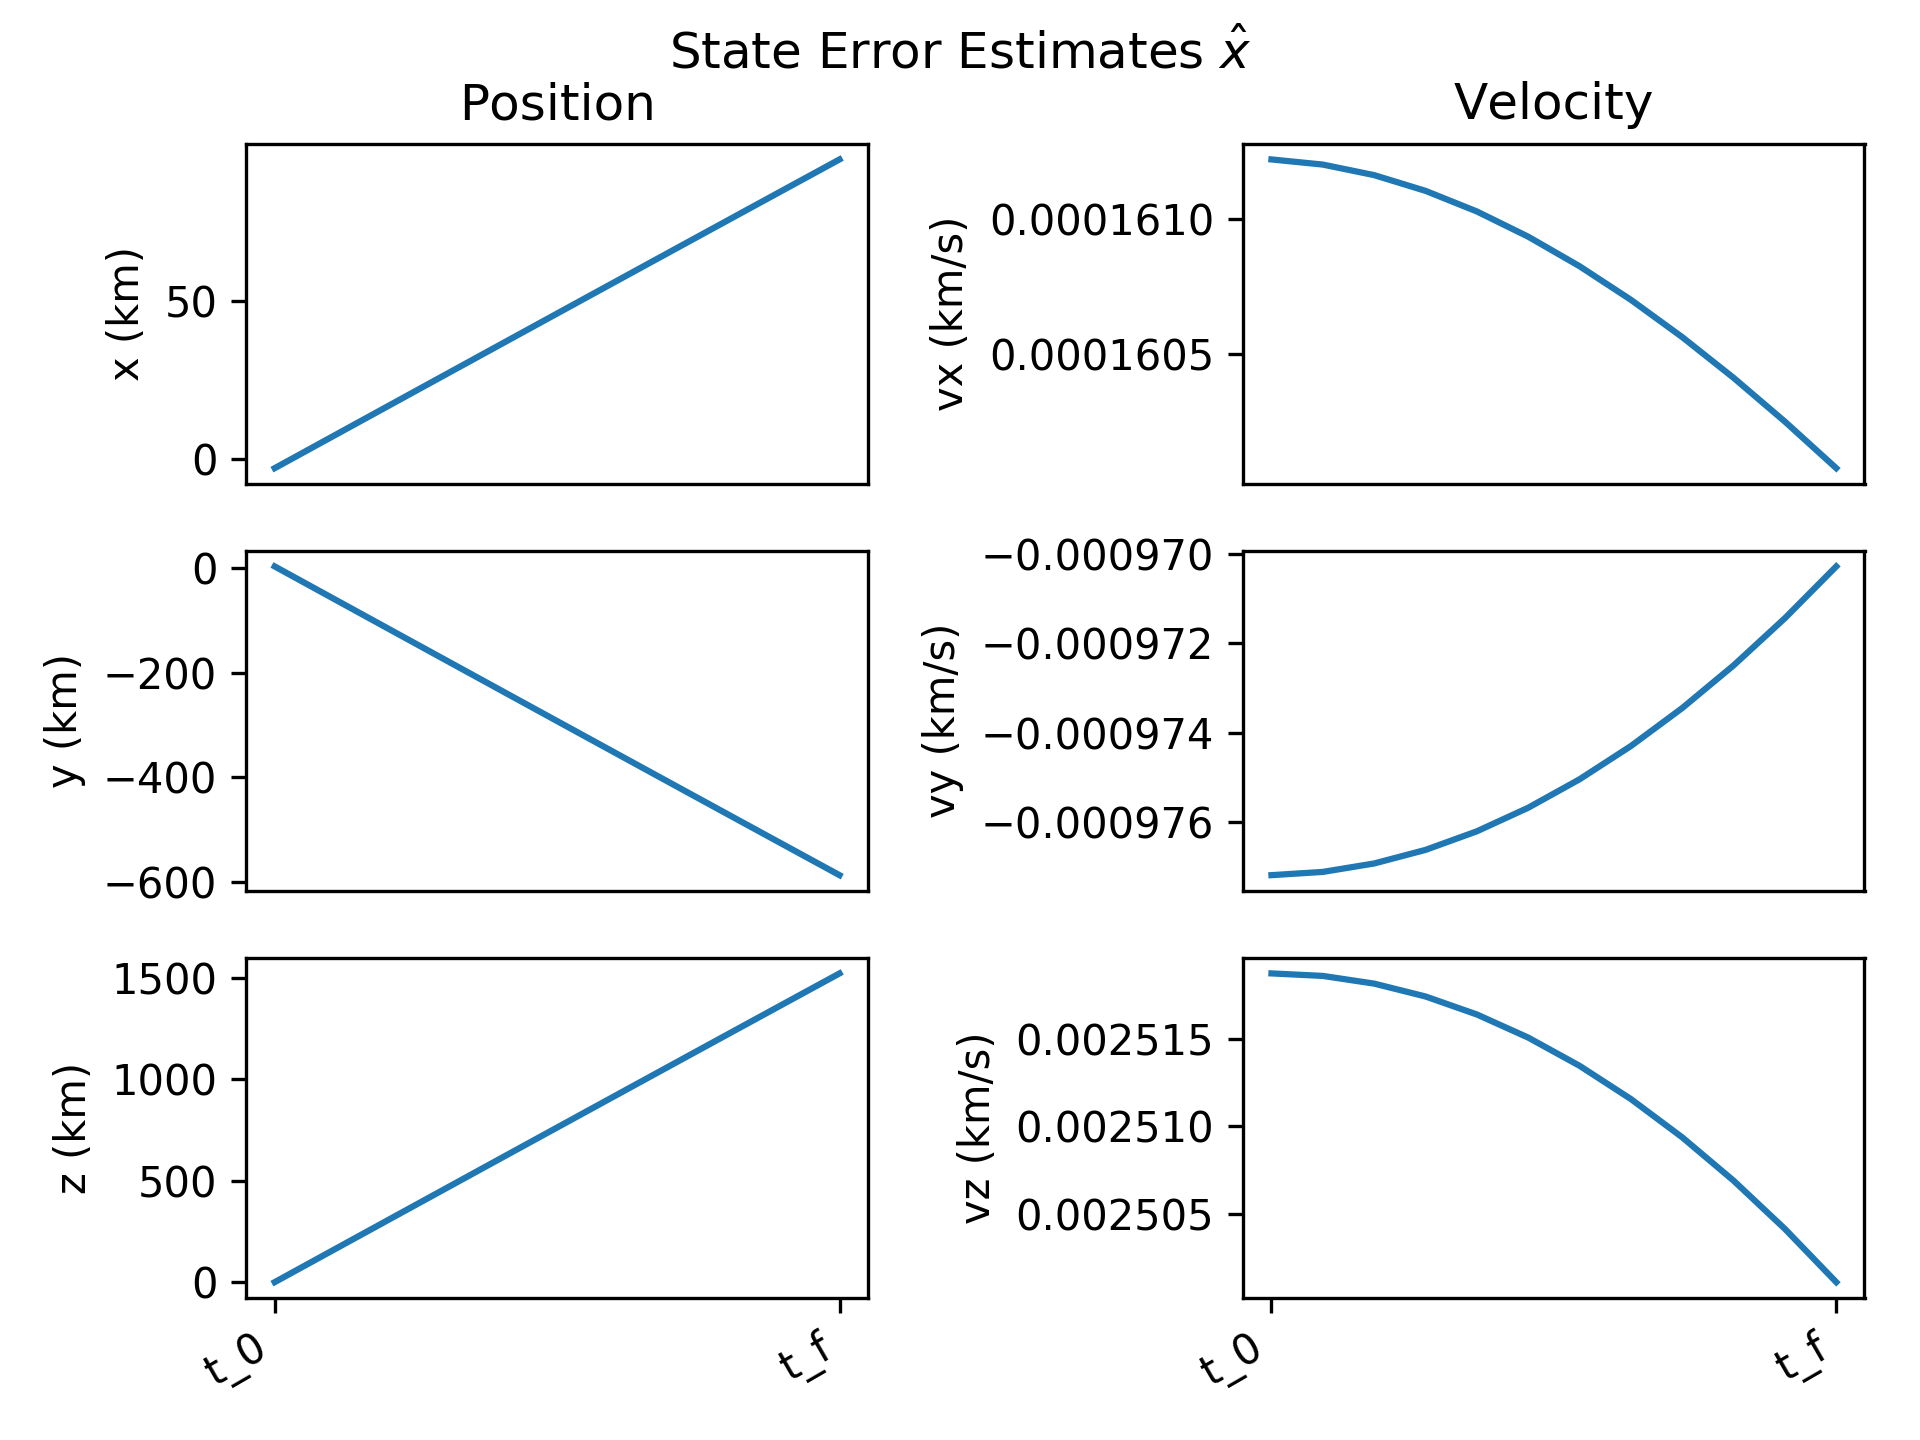 State Error Estimates x̂
Position
Velocity
x (km)
50
0
vx (km/s)
0.0001610
0.0001605
y (km)
0
−200
−400
−600
vy (km/s)
−0.000970
−0.000972
−0.000974
−0.000976
z (km)
1500
1000
500
0
vz (km/s)
0.002515
0.002510
0.002505
t_0
t_f
t_0
t_f